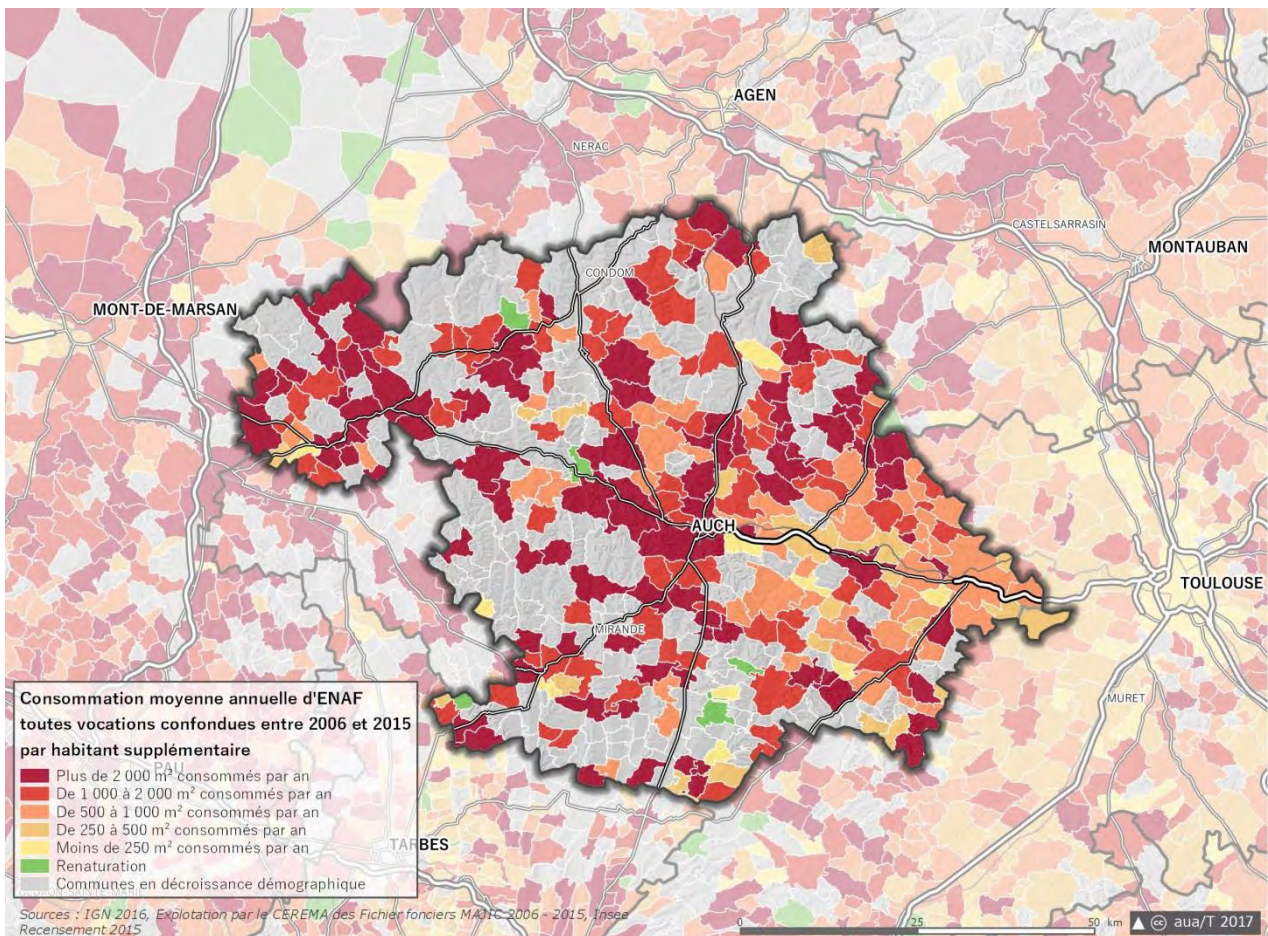 AGEN
NERAC
CASTELSARRASIN
MONTAUBAN
CONDOM
MONT-DE-MARSAN
AUCH
TOULOUSE
MIRANDE
MURET
Consommation moyenne annuelle d'ENAF
toutes vocations confondues entre 2006 et 2015
par habitant supplémentaire
PAU
Plus de 2 000 m² consommés par an
De 1 000 à 2 000 m² consommés par an
De 500 à 1 000 m² consommés par an
De 250 à 500 m² consommés par an
Moins de 250 m² consommés par an
Renaturation
Communes en décroissance démographique
TARBES
Sources : IGN 2016, Explotation par le CEREMA des Fichier fonciers MAJIC 2006 - 2015, Insee
Recensement 2015
0 25 50 km
cc aua/T 2017